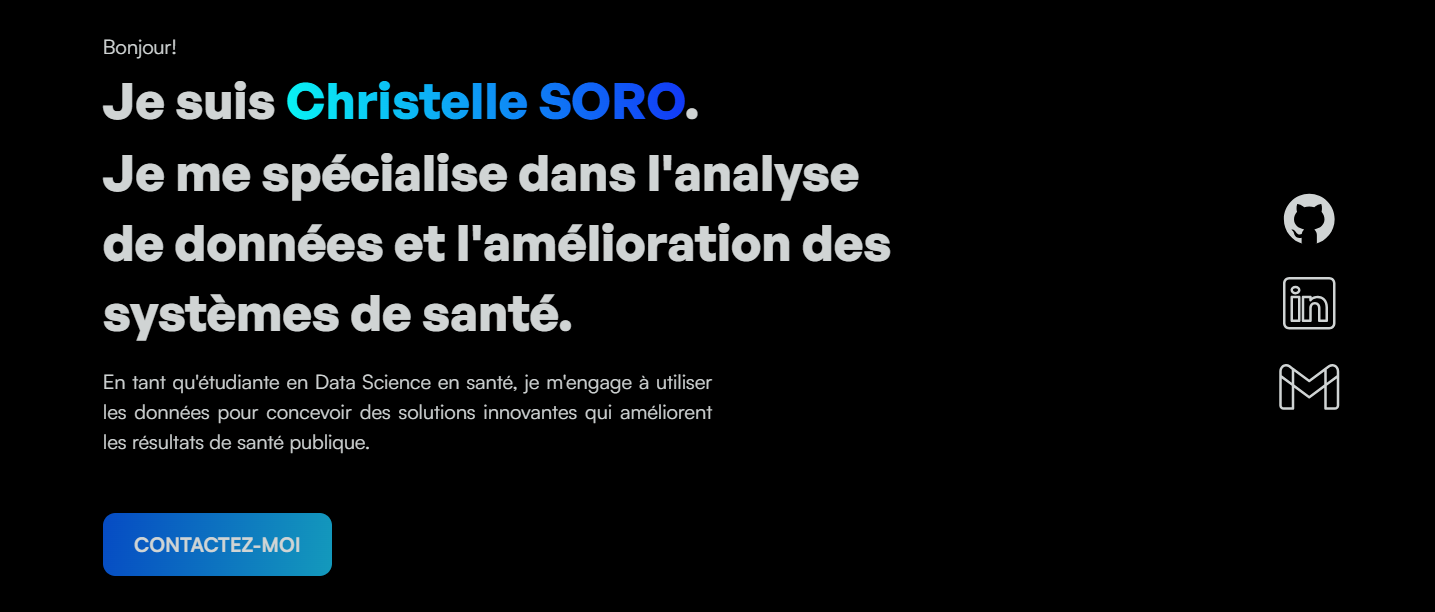 Bonjour!
Je suis Christelle SORO.
Je me spécialise dans l'analyse
de données et l'amélioration des
systèmes de santé.
En tant qu'étudiante en Data Science en santé, je m'engage à utiliser
les données pour concevoir des solutions innovantes qui améliorent
les résultats de santé publique.
in
CONTACTEZ-MOI